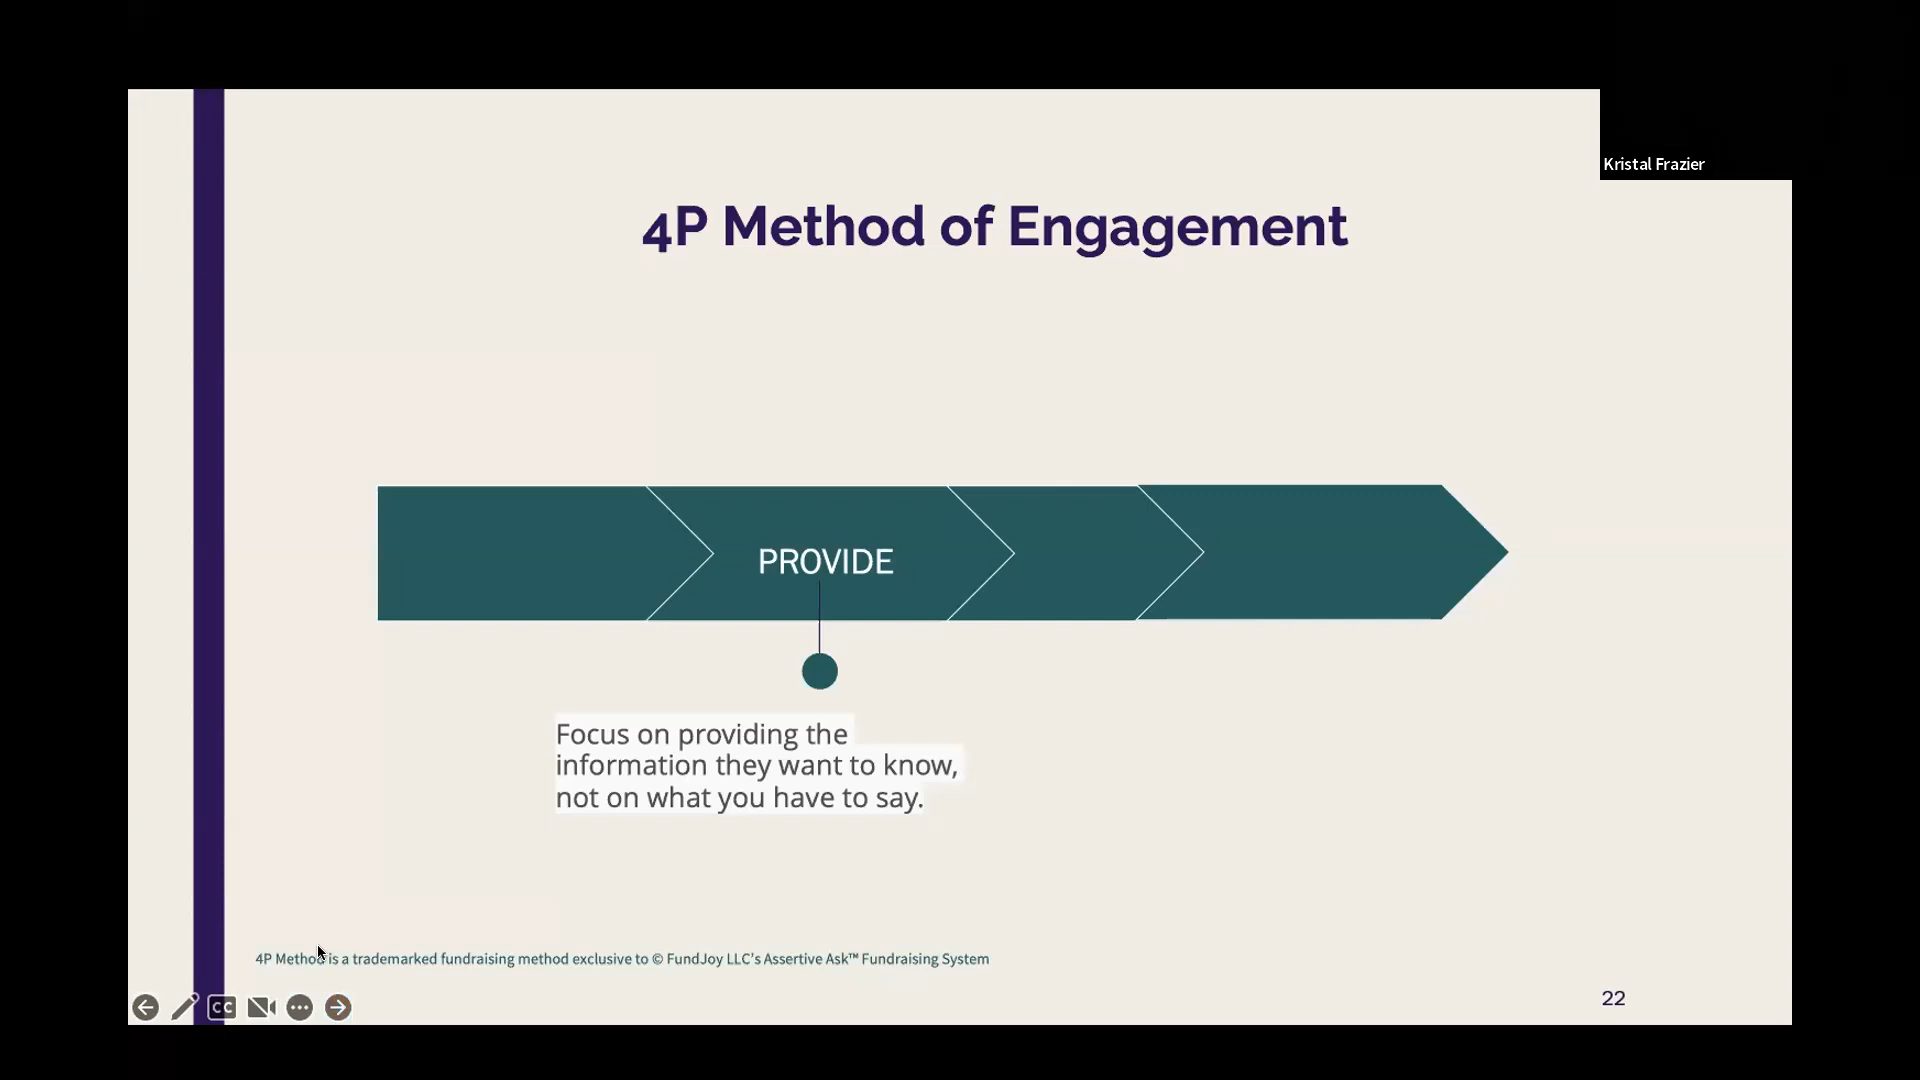 Kristal Frazier
4P Method of Engagement
PROVIDE
Focus on providing the
information they want to know,
not on what you have to say.
4P Method is a trademarked fundraising method exclusive to © FundJoy LLC's Assertive Ask™ Fundraising System
CC
22